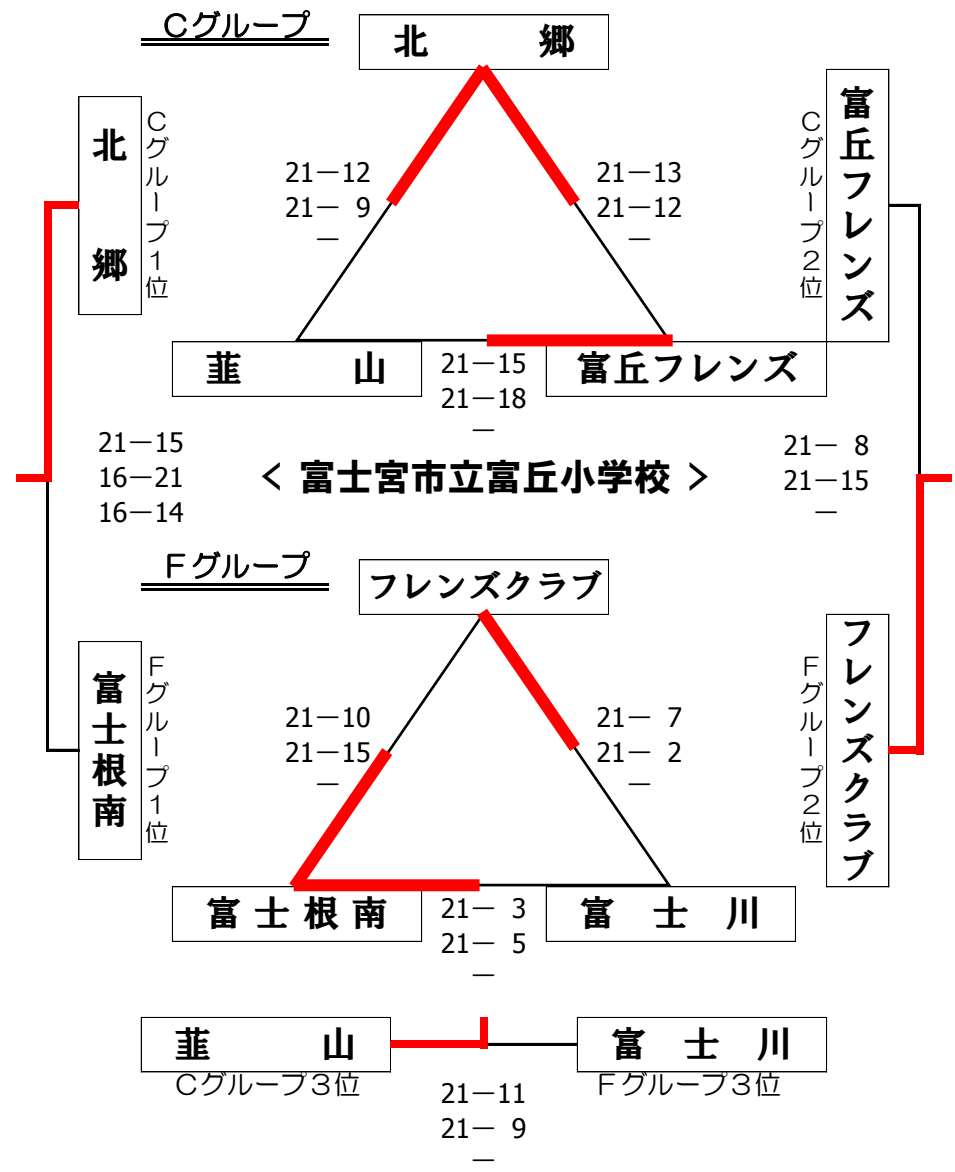 Cグループ
北　郷
北　郷
Cグループ1位
21－12
21－ 9
－
21－13
21－12
－
Cグループ2位
富丘フレンズ
韮　山
21－15
21－18
－
富丘フレンズ
21－15
16－21
16－14
< 富士宮市立富丘小学校 >
21－ 8
21－15
－
Fグループ
フレンズクラブ
富士根南
Fグループ1位
21－10
21－15
－
21－ 7
21－ 2
－
Fグループ2位
フレンズクラブ
富士根南
21－ 3
21－ 5
－
富士川
韮　山
Cグループ3位
富士川
Fグループ3位
21－11
21－ 9
－